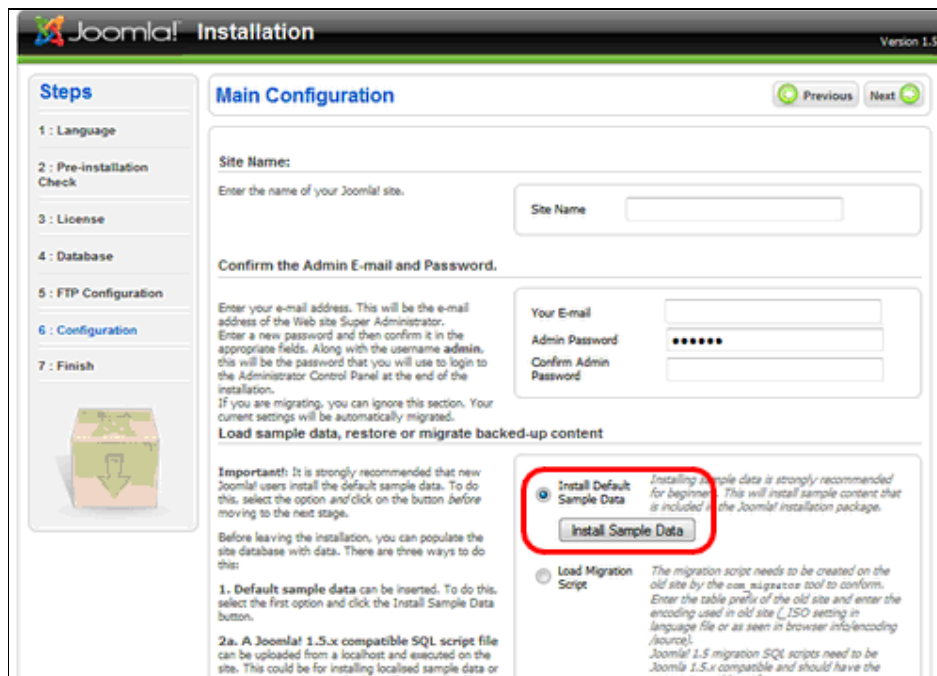 Joomla! Installation
Version 1.5
Steps
1 : Language
2 : Pre-installation
Check
3 : License
4 : Database
5 : FTP Configuration
6 : Configuration
7 : Finish
Main Configuration
Previous
Next
Site Name:
Enter the name of your Joomla! site.
Site Name
Confirm the Admin E-mail and Password.
Enter your e-mail address. This will be the e-mail
address of the Web site Super Administrator.
Enter a new password and then confirm it in the
appropriate fields. Along with the username admin,
this will be the password that you will use to login to
the Administrator Control Panel at the end of the
installation.
If you are migrating, you can ignore this section. Your
current settings will be automatically migrated.
Your E-mail
Admin Password ●●●●●●
Confirm Admin
Password
Load sample data, restore or migrate backed-up content
Important!: It is strongly recommended that new
Joomla! users install the default sample data. To do
this, select the option and click on the button before
moving to the next stage.
Before leaving the installation, you can populate the
site database with data. There are three ways to do
this:
1. Default sample data can be inserted. To do this,
select the first option and click the Install Sample Data
button.
2a. A Joomla! 1.5.x compatible SQL script file
can be uploaded from a localhost and executed on the
site. This could be for installing localised sample data or
Install Default
Sample Data
Installing sample data is strongly recommended
for beginners. This will install sample content that
is included in the Joomla! installation package.
Install Sample Data
Load Migration
Script
The migration script needs to be created on the
old site by the com_migrator tool to conform.
Enter the table prefix of the old site and enter the
encoding used in old site (_ISO setting in
language file or as seen in browser info/encoding
/source).
Joomla! 1.5 migration SQL scripts need to be
Joomla 1.5.x compatible and should have the